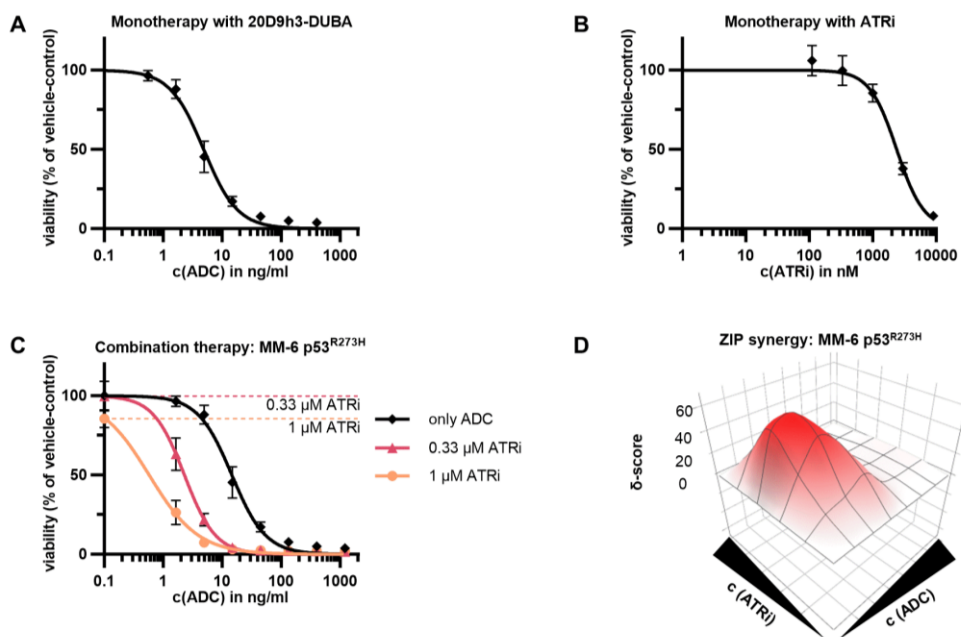 A
Monotherapy with 20D9h3-DUBA
viability (% of vehicle-control)
100
50
0
0.1 1 10 100 1000
c(ADC) in ng/ml
B
Monotherapy with ATRi
viability (% of vehicle-control)
100
50
0
1 10 100 1000 10000
c(ATRi) in nM
C
Combination therapy: MM-6 p53R273H
viability (% of vehicle-control)
100
50
0
0.33 µM ATRi
1 µM ATRi
0.1 1 10 100 1000
c(ADC) in ng/ml
only ADC
0.33 µM ATRi
1 µM ATRi
D
ZIP synergy: MM-6 p53R273H
δ-score
60
40
20
0
c (ATRi)
c (ADC)